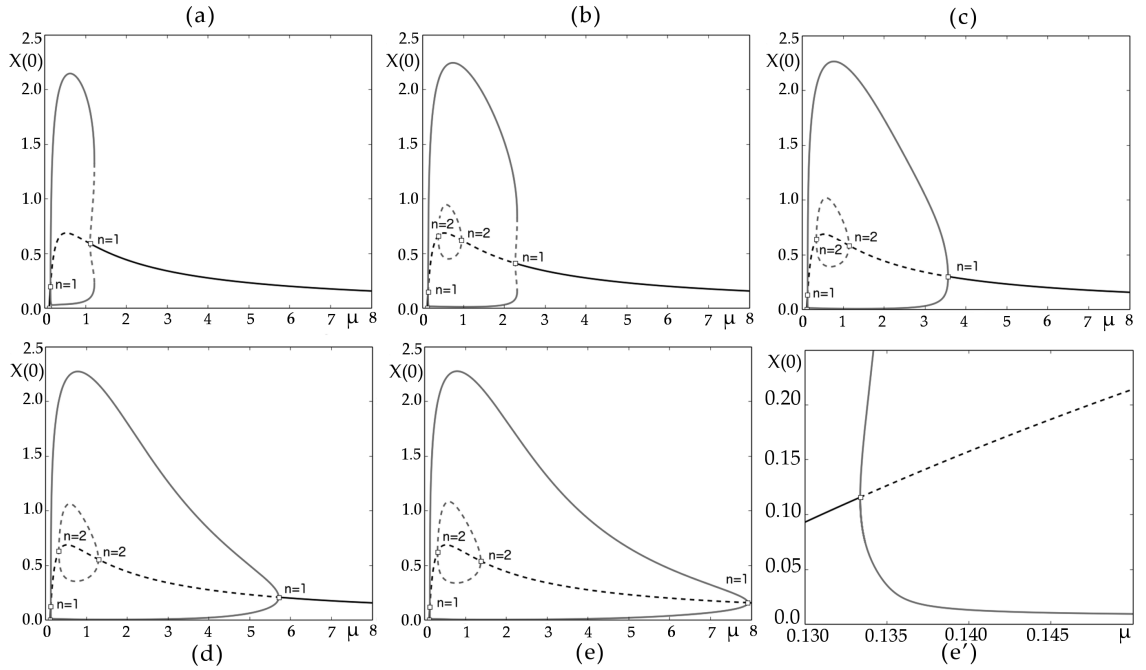 (a) (b) (c)
2.5 2.5 2.5
X(0) X(0) X(0)
2.0 2.0 2.0
1.5 1.5 1.5
1.0 1.0 1.0
n=2
n=1 n=2 n=2
n=2
0.5 0.5 n=1 0.5 n=1
n=1 n=1 n=1
0.0 0.0 0.0
0 1 2 3 4 5 6 7 μ 8 0 1 2 3 4 5 6 7 μ 8 0 1 2 3 4 5 6 7 μ 8
2.5 2.5
X(0) X(0) X(0)
0.20
2.0 2.0
1.5 1.5 0.15
1.0 1.0 0.10
n=2 n=2
n=2 n=2
0.5 0.5 0.05
n=1 n=1
n=1 n=1
0.0 0.0 0.0
0 1 2 3 4 5 6 7 μ 8 0 1 2 3 4 5 6 7 μ 8 0.130 0.135 0.140 0.145 μ
(d) (e) (e′)